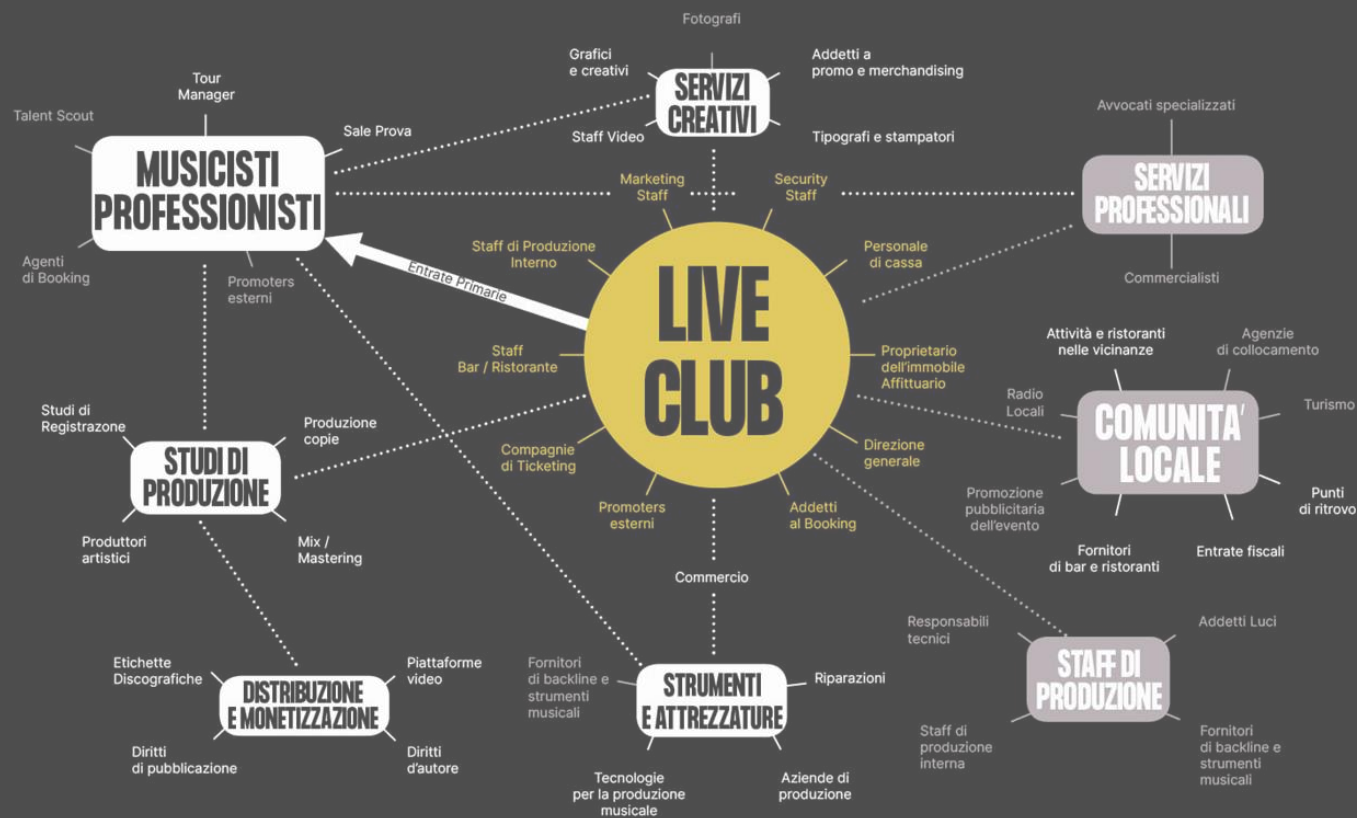 Fotografi
Grafici
e creativi
Addetti a
promo e merchandising
SERVIZI
CREATIVI
Staff Video
Tipografi e stampatori
Tour
Manager
Talent Scout
Sale Prova
MUSICISTI
PROFESSIONISTI
Agenti
di Booking
Promoters
esterni
Entrate Primarie
Avvocati specializzati
SERVIZI
PROFESSIONALI
Commercialisti
Marketing
Staff
Security
Staff
Staff di Produzione
Interno
Personale
di cassa
LIVE
CLUB
Staff
Bar / Ristorante
Proprietario
dell'immobile
Affittuario
Compagnie
di Ticketing
Direzione
generale
Promoters
esterni
Addetti
al Booking
Attività e ristoranti
nelle vicinanze
Agenzie
di collocamento
Radio
Locali
Turismo
COMUNITA'
LOCALE
Promozione
pubblicitaria
dell'evento
Punti
di ritrovo
Fornitori
di bar e ristoranti
Entrate fiscali
Studi di
Registrazone
Produzione
copie
STUDI DI
PRODUZIONE
Produttori
artistici
Mix /
Mastering
Commercio
Etichette
Discografiche
Piattaforme
video
DISTRIBUZIONE
E MONETIZZAZIONE
Diritti
di pubblicazione
Diritti
d'autore
Fornitori
di backline e
strumenti
musicali
Riparazioni
STRUMENTI
E ATTREZZATURE
Tecnologie
per la produzione
musicale
Aziende di
produzione
Responsabili
tecnici
Addetti Luci
STAFF DI
PRODUZIONE
Staff di
produzione
interna
Fornitori
di backline e
strumenti
musicali